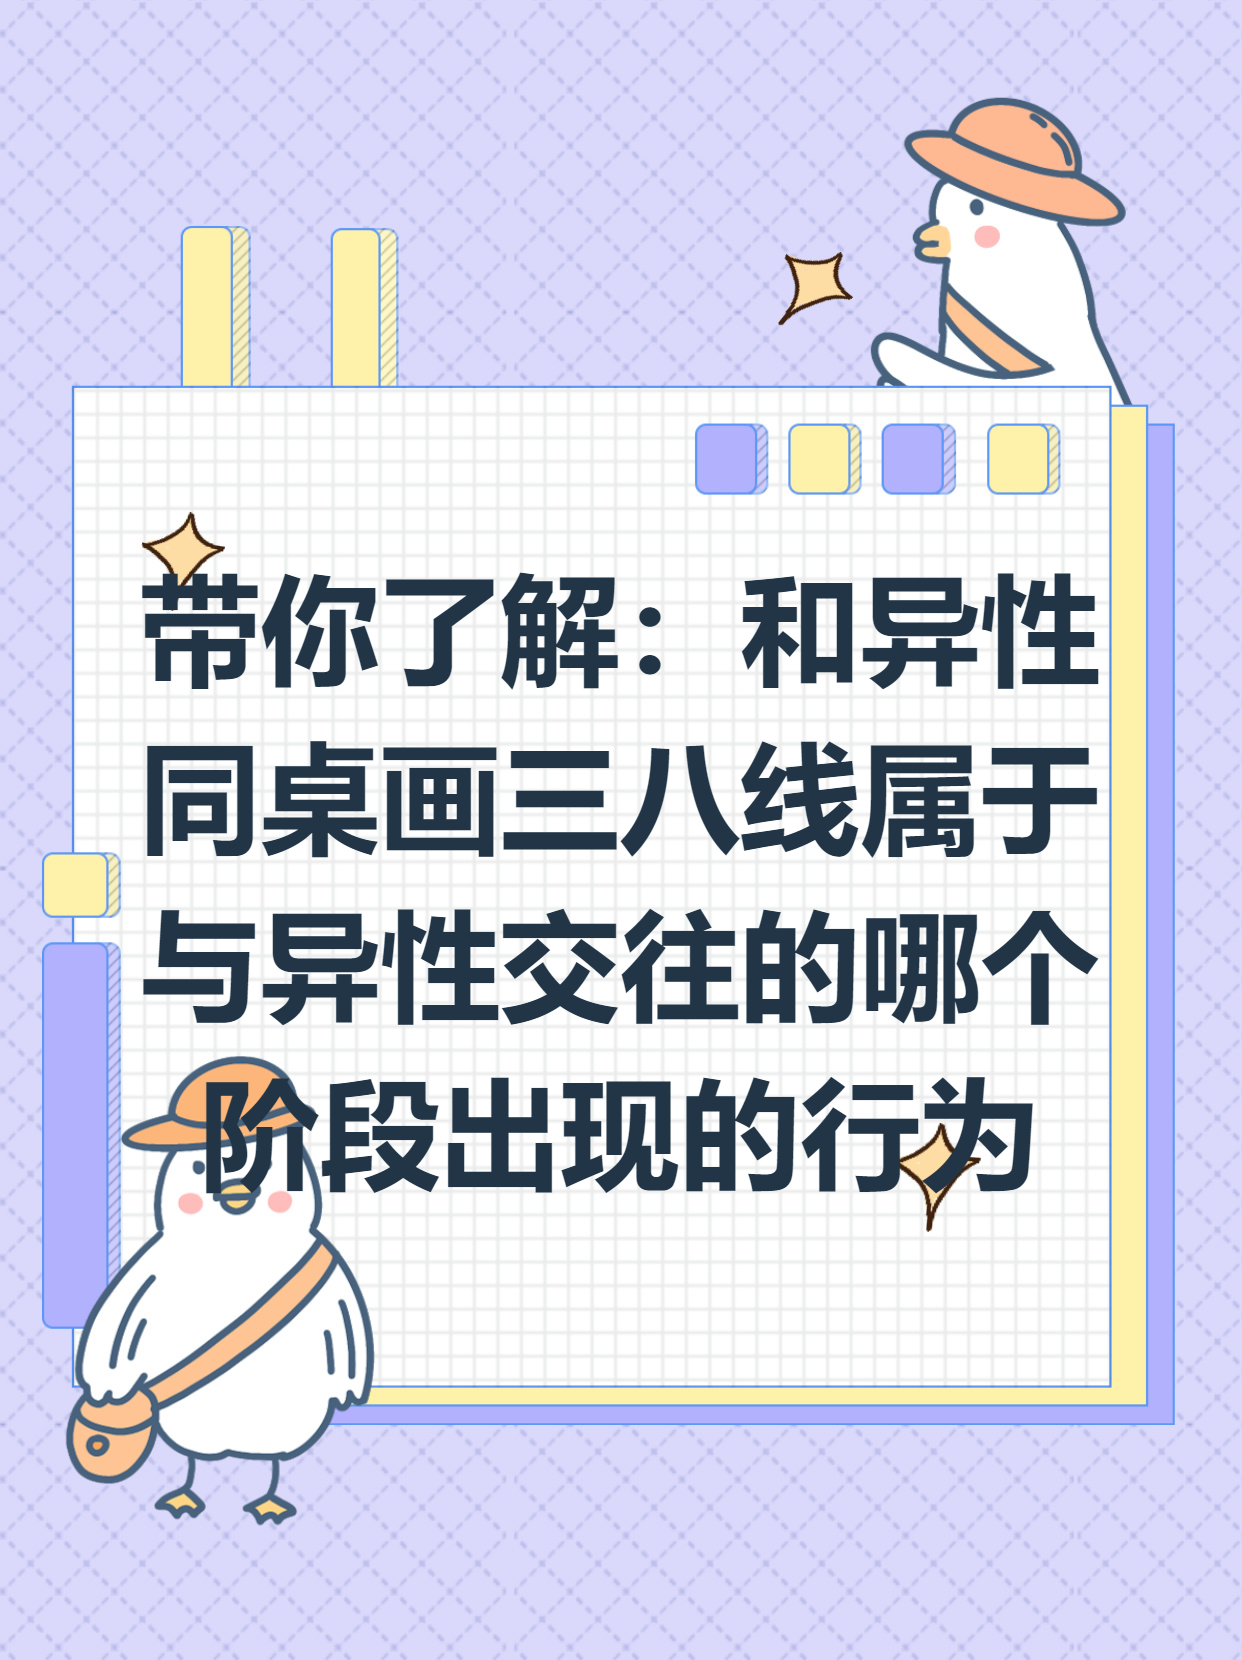 带你了解：和异性
同桌画三八线属于
与异性交往的哪个
阶段出现的行为